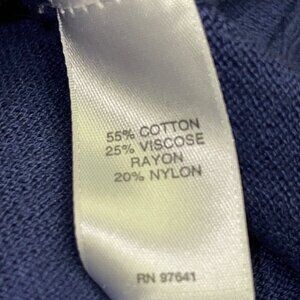 55% COTTON
25% VISCOSE
RAYON
20% NYLON
RN 97641